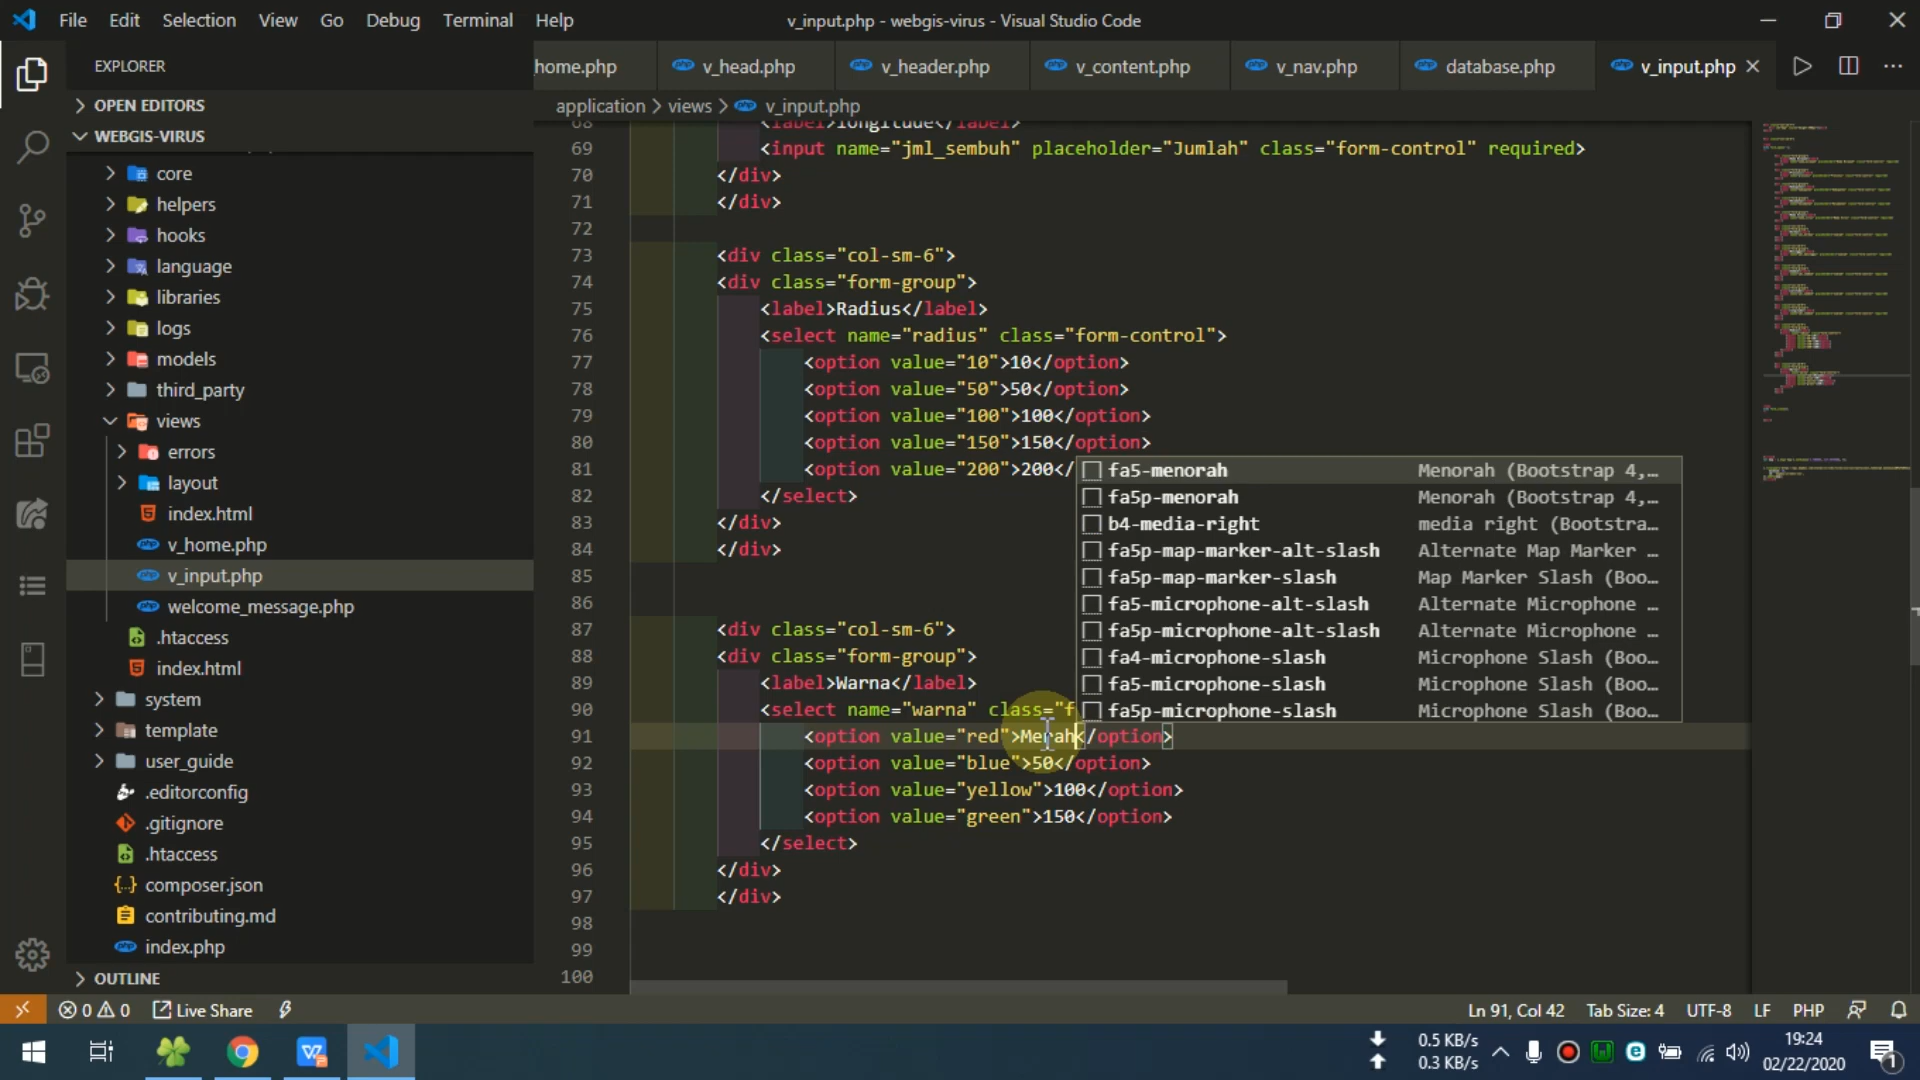 File Edit Selection View Go Debug Terminal Help
v_input.php - webgis-virus - Visual Studio Code
EXPLORER
home.php v_head.php v_header.php v_content.php v_nav.php database.php v_input.php
OPEN EDITORS
application > views > v_input.php
WEBGIS-VIRUS
core
helpers
hooks
language
libraries
logs
models
third_party
views
errors
layout
index.html
v_home.php
v_input.php
welcome_message.php
.htaccess
index.html
system
template
user_guide
.editorconfig
.gitignore
.htaccess
composer.json
contributing.md
index.php
OUTLINE
68 <label>longitude</label>
69 <input name="jml_sembuh" placeholder="Jumlah" class="form-control" required>
70 </div>
71 </div>
72
73 <div class="col-sm-6">
74 <div class="form-group">
75 <label>Radius</label>
76 <select name="radius" class="form-control">
77 <option value="10">10</option>
78 <option value="50">50</option>
79 <option value="100">100</option>
80 <option value="150">150</option>
81 <option value="200">200</
82 </select>
83 </div>
84 </div>
85
86
87 <div class="col-sm-6">
88 <div class="form-group">
89 <label>Warna</label>
90 <select name="warna" class="f
91 <option value="red">Merah</option>
92 <option value="blue">50</option>
93 <option value="yellow">100</option>
94 <option value="green">150</option>
95 </select>
96 </div>
97 </div>
98
99
100
fa5-menorah Menorah (Bootstrap 4,…
fa5p-menorah Menorah (Bootstrap 4,…
b4-media-right media right (Bootstra…
fa5p-map-marker-alt-slash Alternate Map Marker …
fa5p-map-marker-slash Map Marker Slash (Boo…
fa5-microphone-alt-slash Alternate Microphone …
fa5p-microphone-alt-slash Alternate Microphone …
fa4-microphone-slash Microphone Slash (Boo…
fa5-microphone-slash Microphone Slash (Boo…
fa5p-microphone-slash Microphone Slash (Boo…
0 0 Live Share
Ln 91, Col 42 Tab Size: 4 UTF-8 LF PHP
0.5 KB/s
0.3 KB/s
19:24
02/22/2020
1